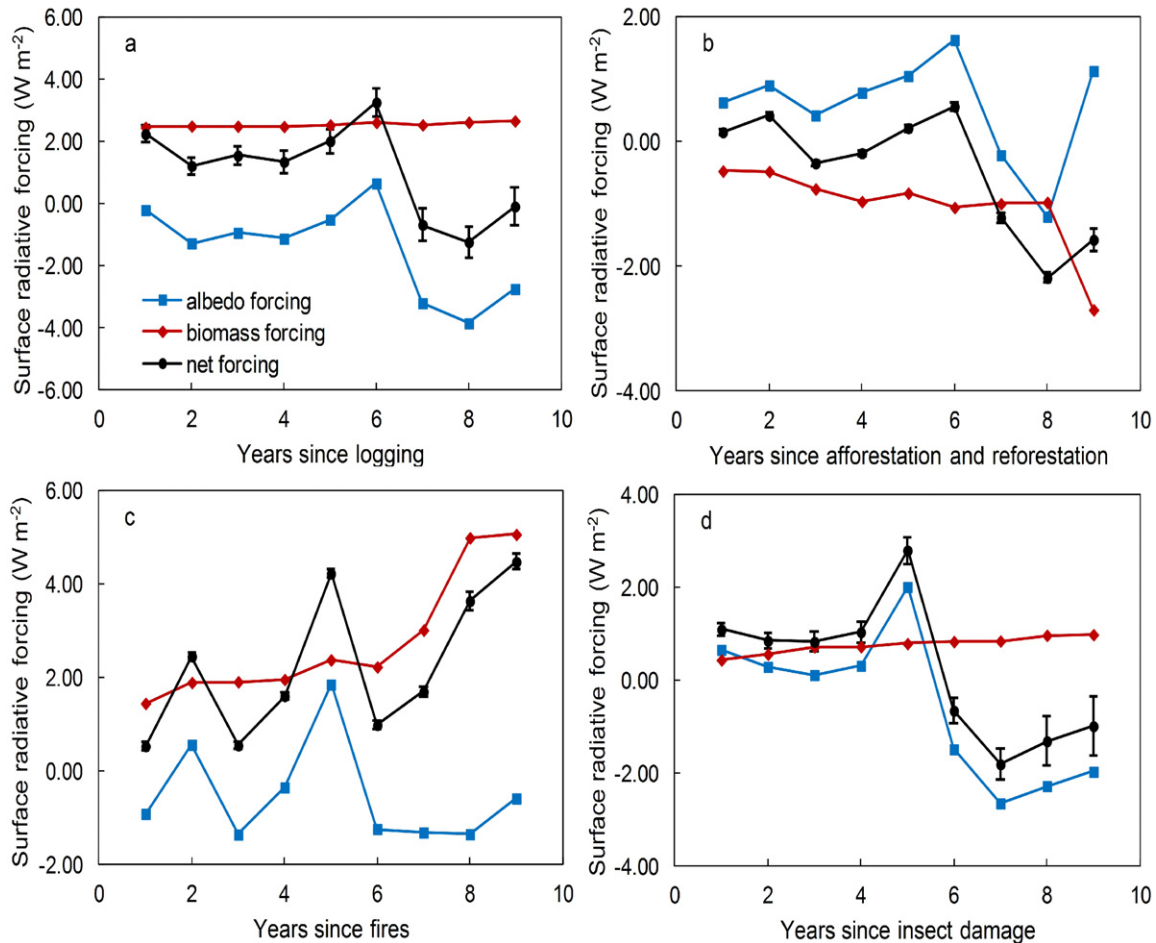 Surface radiative forcing (W m⁻²)
6.00
4.00
2.00
0.00
-2.00
-4.00
-6.00
a
albedo forcing
biomass forcing
net forcing
0 2 4 6 8 10
Years since logging
Surface radiative forcing (W m⁻²)
2.00
0.00
-2.00
-4.00
b
0 2 4 6 8 10
Years since afforestation and reforestation
Surface radiative forcing (W m⁻²)
6.00
4.00
2.00
0.00
-2.00
c
0 2 4 6 8 10
Years since fires
Surface radiative forcing (W m⁻²)
4.00
2.00
0.00
-2.00
-4.00
d
0 2 4 6 8 10
Years since insect damage